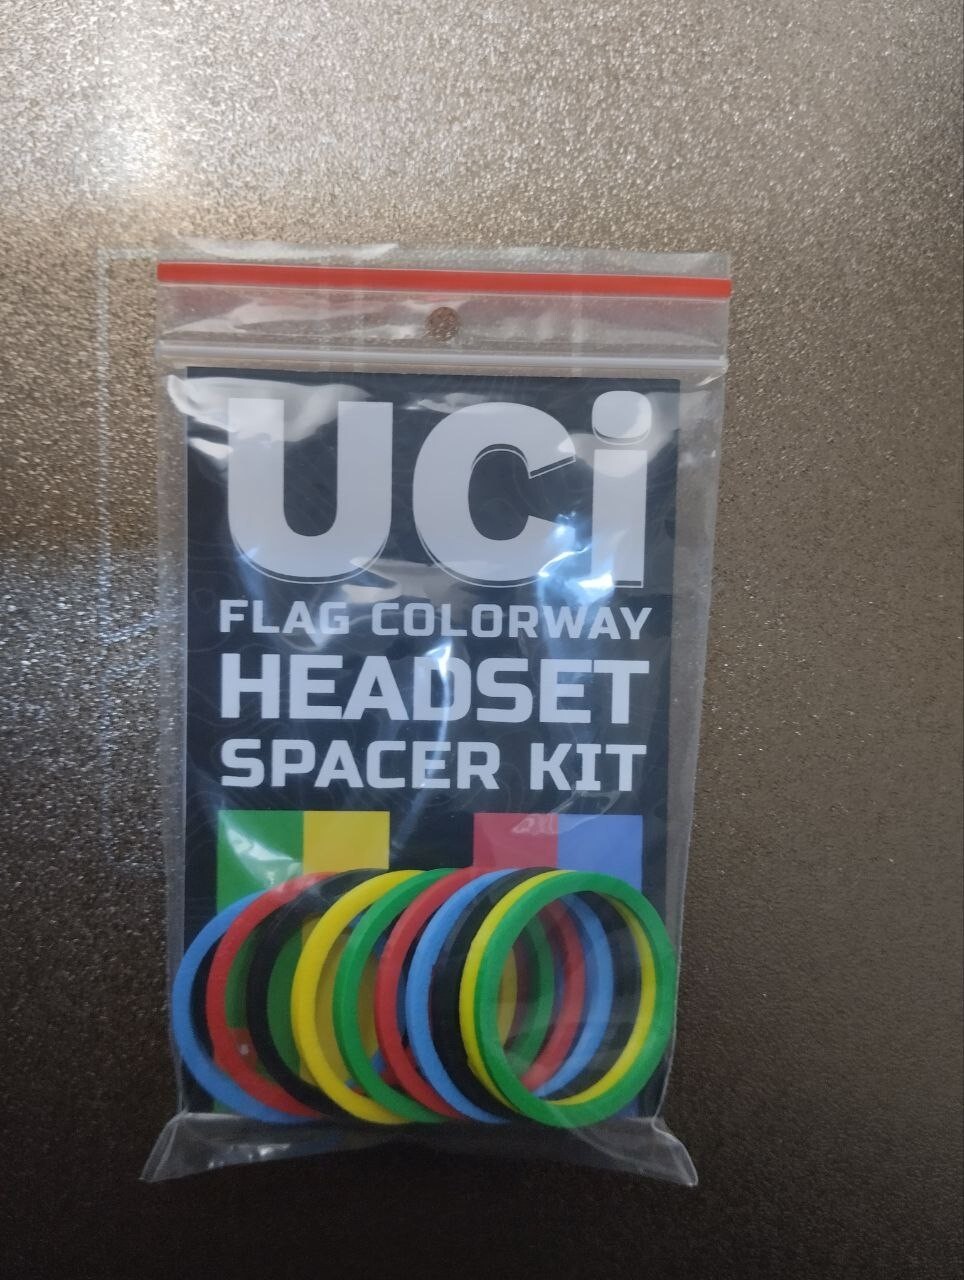 UCi
FLAG COLORWAY
HEADSET
SPACER KIT